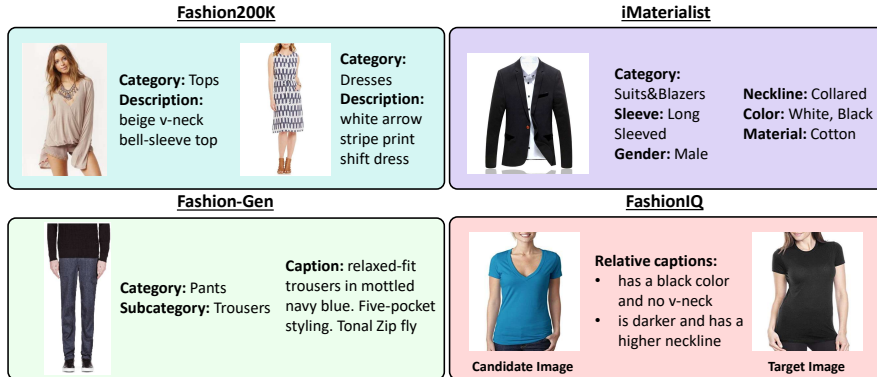 Fashion200K
Category: Tops
Description:
beige v-neck
bell-sleeve top
Category:
Dresses
Description:
white arrow
stripe print
shift dress
iMaterialist
Category:
Suits&Blazers
Sleeve: Long
Sleeved
Gender: Male
Neckline: Collared
Color: White, Black
Material: Cotton
Fashion-Gen
Category: Pants
Subcategory: Trousers
Caption: relaxed-fit
trousers in mottled
navy blue. Five-pocket
styling. Tonal Zip fly
FashionIQ
Relative captions:
• has a black color
and no v-neck
• is darker and has a
higher neckline
Candidate Image
Target Image